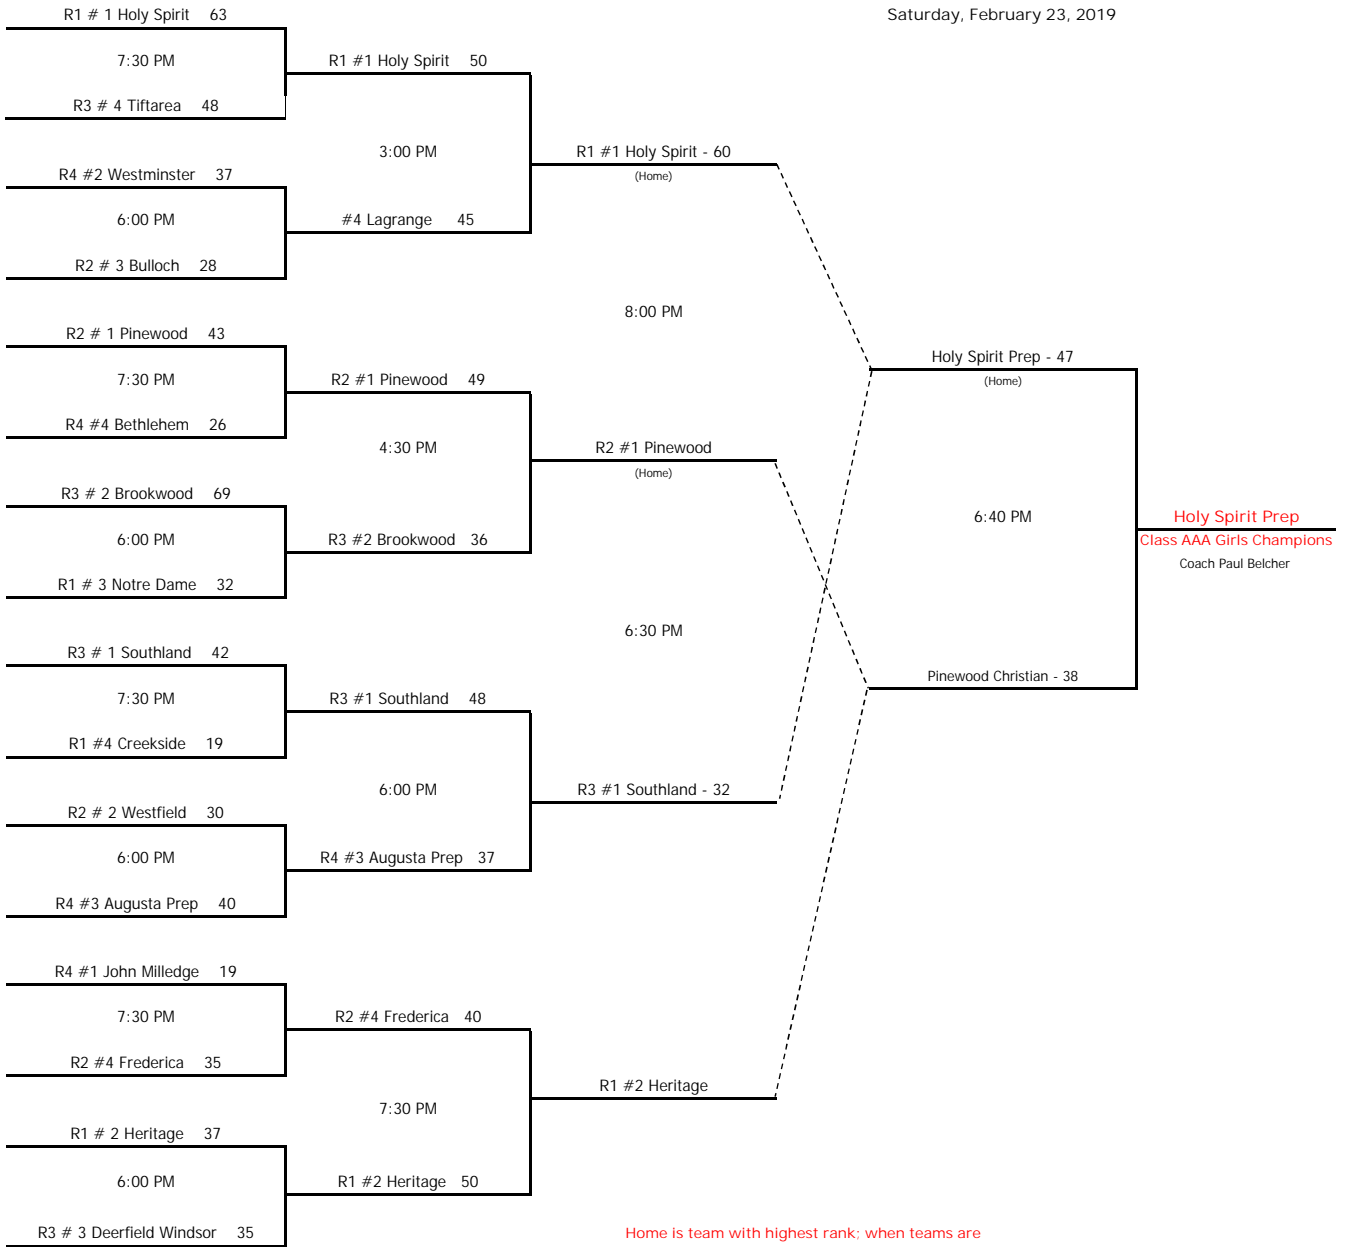 R1 # 1 Holy Spirit 63
Saturday, February 23, 2019
7:30 PM
R1 #1 Holy Spirit 50
R3 # 4 Tiftarea 48
3:00 PM
R1 #1 Holy Spirit - 60
(Home)
R4 #2 Westminster 37
6:00 PM
#4 Lagrange 45
R2 # 3 Bulloch 28
8:00 PM
R2 # 1 Pinewood 43
Holy Spirit Prep - 47
(Home)
7:30 PM
R2 #1 Pinewood 49
R4 #4 Bethlehem 26
4:30 PM
R2 #1 Pinewood
(Home)
R3 # 2 Brookwood 69
6:40 PM
Holy Spirit Prep
Class AAA Girls Champions
Coach Paul Belcher
6:00 PM
R3 #2 Brookwood 36
R1 # 3 Notre Dame 32
6:30 PM
R3 # 1 Southland 42
Pinewood Christian - 38
7:30 PM
R3 #1 Southland 48
R1 #4 Creekside 19
6:00 PM
R3 #1 Southland - 32
R2 # 2 Westfield 30
6:00 PM
R4 #3 Augusta Prep 37
R4 #3 Augusta Prep 40
R4 #1 John Milledge 19
7:30 PM
R2 #4 Frederica 40
R2 #4 Frederica 35
R1 #2 Heritage
7:30 PM
R1 # 2 Heritage 37
6:00 PM
R1 #2 Heritage 50
R3 # 3 Deerfield Windsor 35
Home is team with highest rank; when teams are